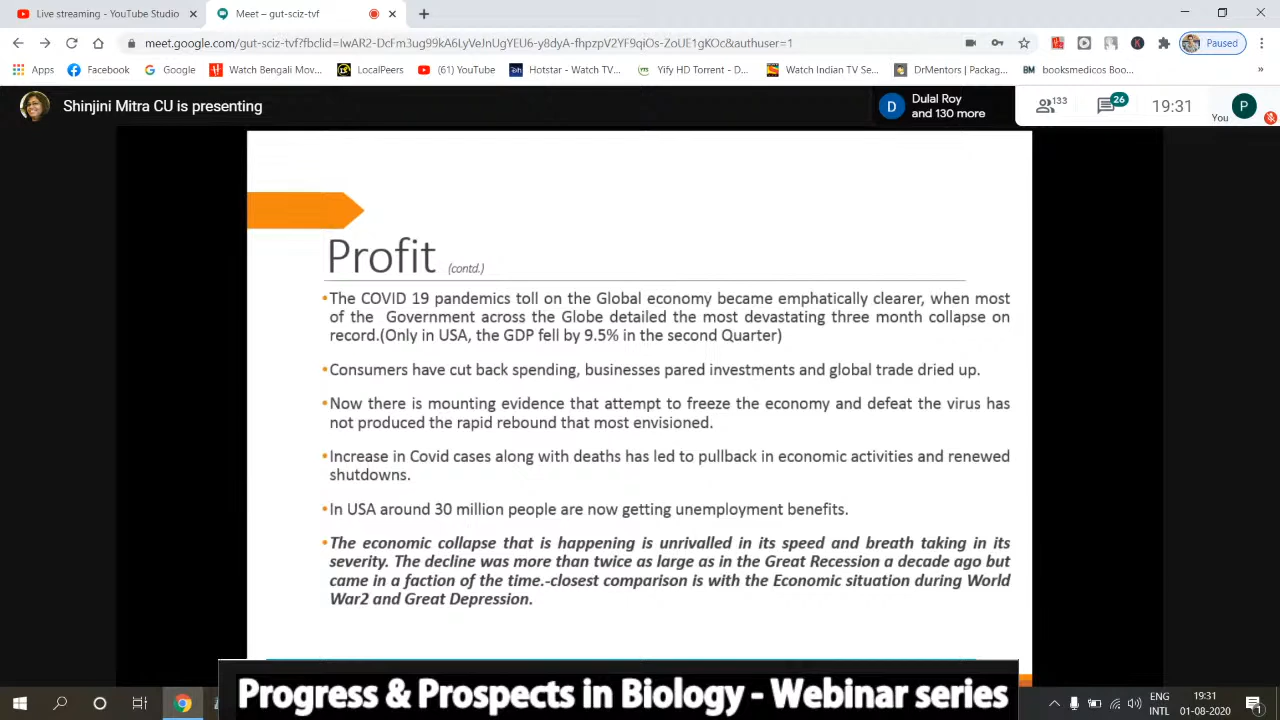 Live streaming - YouTube Studio
Meet – gut-sciz-tvf
meet.google.com/gut-sciz-tvf?fbclid=IwAR2-DcFm3ug99kA6LyVeJnUg1EU6-y8dyA-fhpzpV2YF9qiOs-ZoUE1gKOc&authuser=1
Paused
Apps
Facebook
Google
Watch Bengali Mov...
LocalPeers
(61) YouTube
Hotstar - Watch TV...
Yify HD Torrent - D...
Watch Indian TV Se...
DrMentors | Packag...
BM booksmedicos Boo...
Shinjini Mitra CU is presenting
D Dulal Roy
and 130 more
133
26
19:31
You
P
Profit (contd.)
•The COVID 19 pandemics toll on the Global economy became emphatically clearer, when most
of the Government across the Globe detailed the most devastating three month collapse on
record.(Only in USA, the GDP fell by 9.5% in the second Quarter)
•Consumers have cut back spending, businesses pared investments and global trade dried up.
•Now there is mounting evidence that attempt to freeze the economy and defeat the virus has
not produced the rapid rebound that most envisioned.
•Increase in Covid cases along with deaths has led to pullback in economic activities and renewed
shutdowns.
•In USA around 30 million people are now getting unemployment benefits.
•The economic collapse that is happening is unrivalled in its speed and breath taking in its
severity. The decline was more than twice as large as in the Great Recession a decade ago but
came in a faction of the time.-closest comparison is with the Economic situation during World
War2 and Great Depression.
Progress & Prospects in Biology - Webinar series
ENG
INTL
19:31
01-08-2020